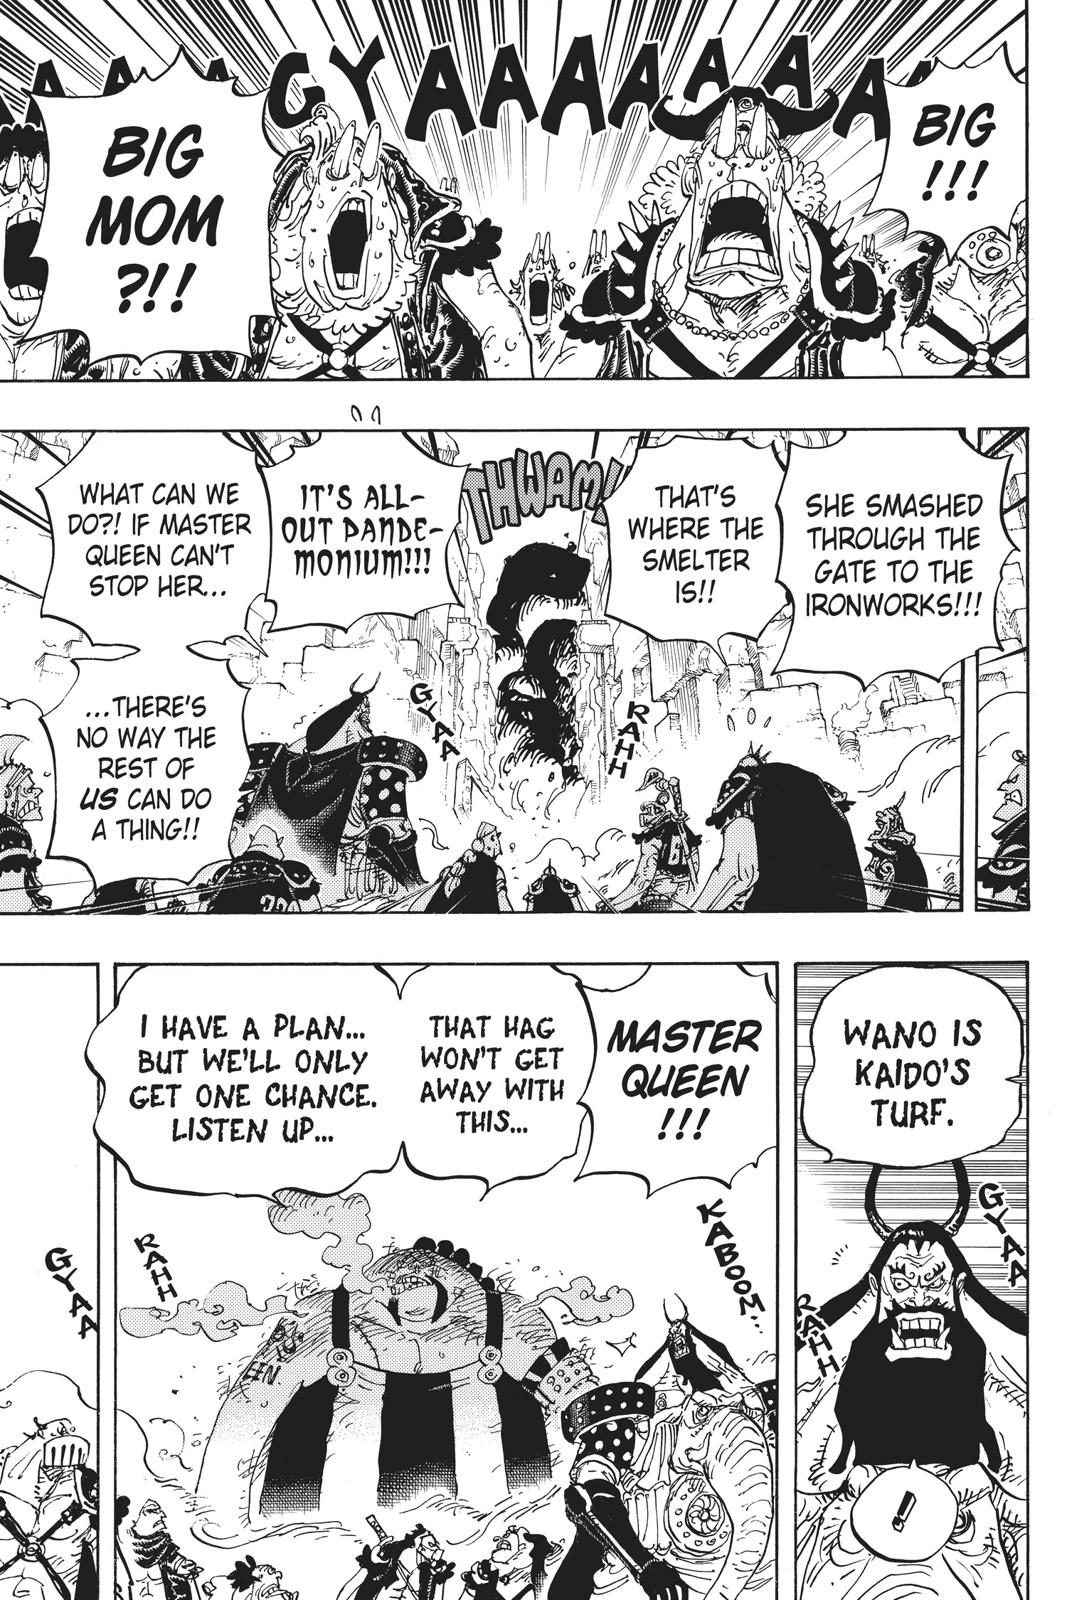 BIG
!!!
GYAAAAAAA
BIG
MOM
?!!
SHE SMASHED
THROUGH THE
GATE TO THE
IRONWORKS!!!
THAT'S
WHERE THE
SMELTER
IS!!
THWAM!
IT'S ALL-
OUT PANDE-
MONIUM!!!
WHAT CAN WE
DO?! IF MASTER
QUEEN CAN'T
STOP HER...
...THERE'S
NO WAY THE
REST OF
US CAN DO
A THING!!
GYAA
RAHH
WANO IS
KAIDO'S
TURF.
GYAA
RAHH
!
MASTER
QUEEN
!!!
THAT HAG
WON'T GET
AWAY WITH
THIS...
I HAVE A PLAN...
BUT WE'LL ONLY
GET ONE CHANCE.
LISTEN UP...
KABOOM...
RAHH
GYAA